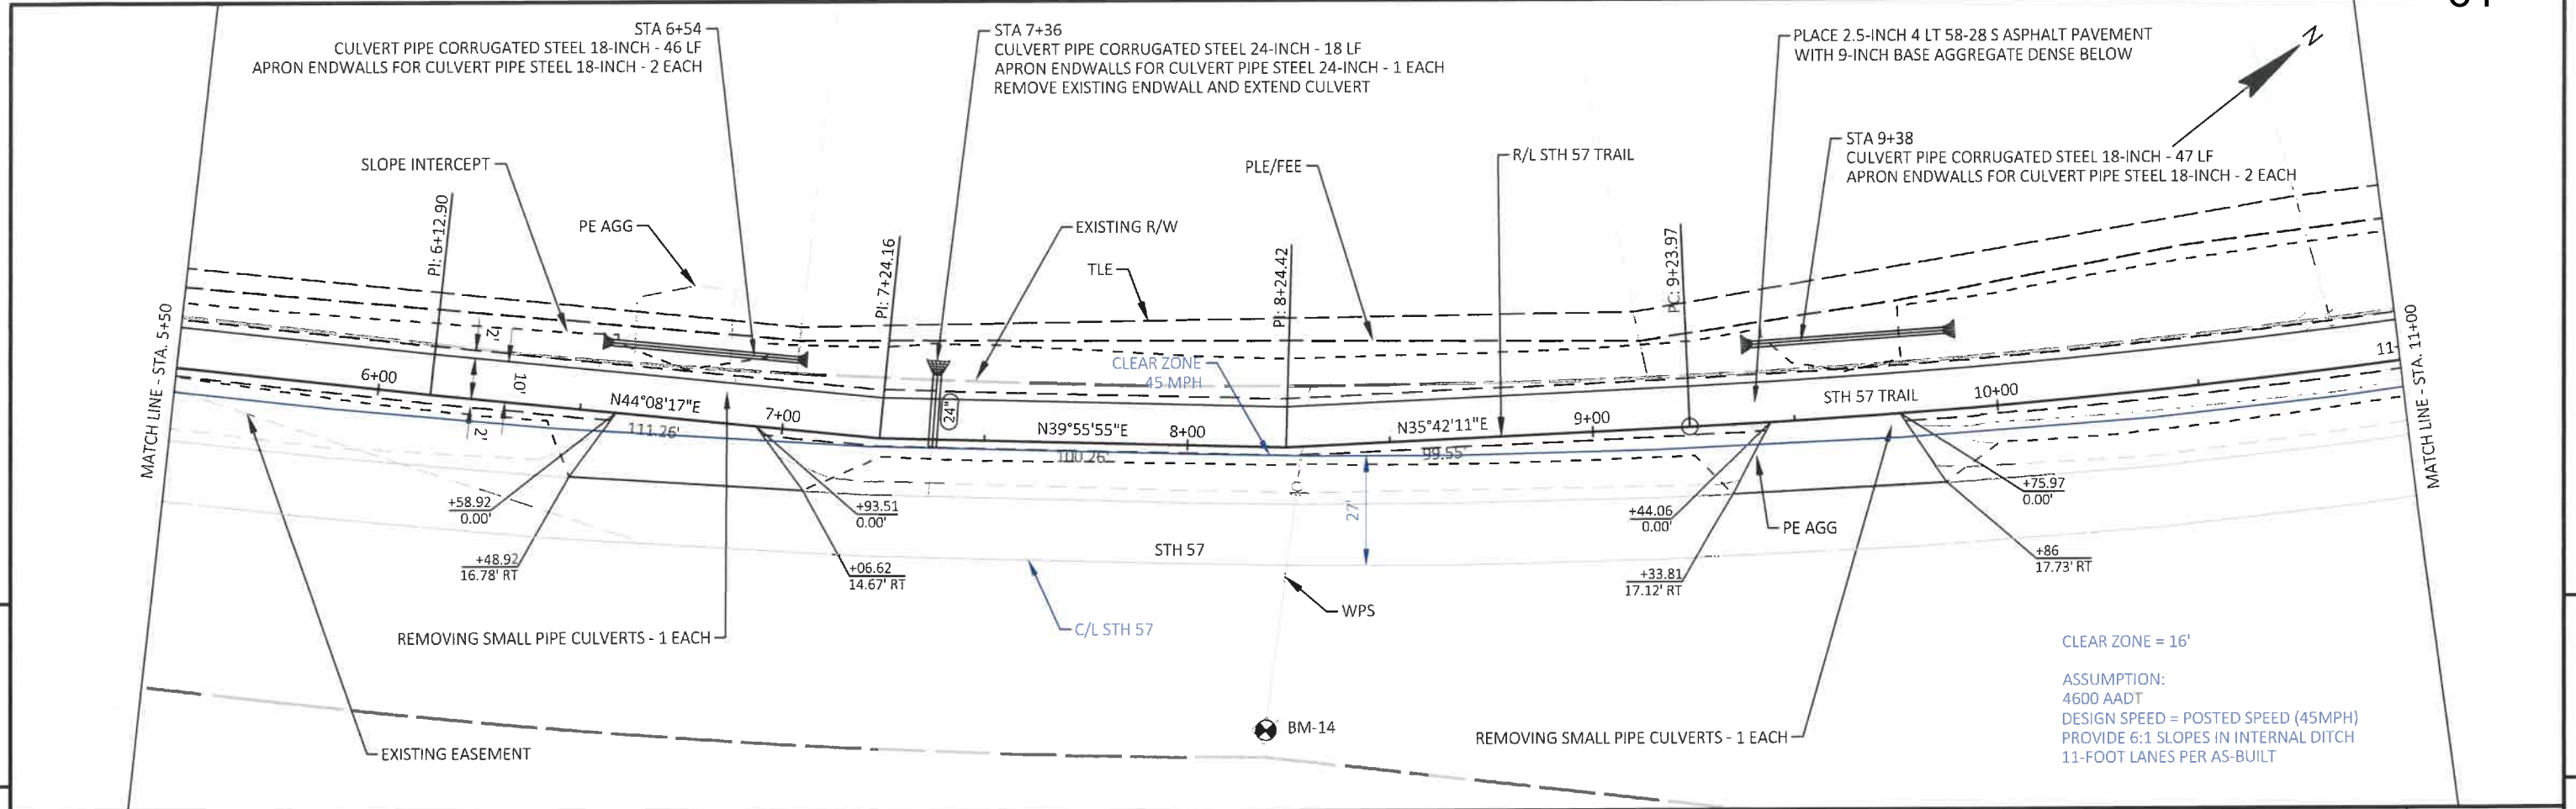 STA 6+54
CULVERT PIPE CORRUGATED STEEL 18-INCH - 46 LF
APRON ENDWALLS FOR CULVERT PIPE STEEL 18-INCH - 2 EACH
STA 7+36
CULVERT PIPE CORRUGATED STEEL 24-INCH - 18 LF
APRON ENDWALLS FOR CULVERT PIPE STEEL 24-INCH - 1 EACH
REMOVE EXISTING ENDWALL AND EXTEND CULVERT
PLACE 2.5-INCH 4 LT 58-28 S ASPHALT PAVEMENT
WITH 9-INCH BASE AGGREGATE DENSE BELOW
N
STA 9+38
CULVERT PIPE CORRUGATED STEEL 18-INCH - 47 LF
APRON ENDWALLS FOR CULVERT PIPE STEEL 18-INCH - 2 EACH
SLOPE INTERCEPT
PLE/FEE
R/L STH 57 TRAIL
PE AGG
EXISTING R/W
TLE
PI: 6+12.90
PI: 7+24.16
PI: 8+24.42
PC: 9+23.97
MATCH LINE - STA. 5+50
MATCH LINE - STA. 11+00
2'
10'
2'
CLEAR ZONE
45 MPH
24"
6+00
N44°08'17"E
111.26'
7+00
N39°55'55"E
100.26'
8+00
N35°42'11"E
99.55'
9+00
STH 57 TRAIL
10+00
11+
+58.92
0.00'
+48.92
16.78' RT
+93.51
0.00'
+06.62
14.67' RT
27'
STH 57
+44.06
0.00'
+33.81
17.12' RT
PE AGG
+75.97
0.00'
+86
17.73' RT
WPS
C/L STH 57
REMOVING SMALL PIPE CULVERTS - 1 EACH
EXISTING EASEMENT
BM-14
REMOVING SMALL PIPE CULVERTS - 1 EACH
CLEAR ZONE = 16'
ASSUMPTION:
4600 AADT
DESIGN SPEED = POSTED SPEED (45MPH)
PROVIDE 6:1 SLOPES IN INTERNAL DITCH
11-FOOT LANES PER AS-BUILT